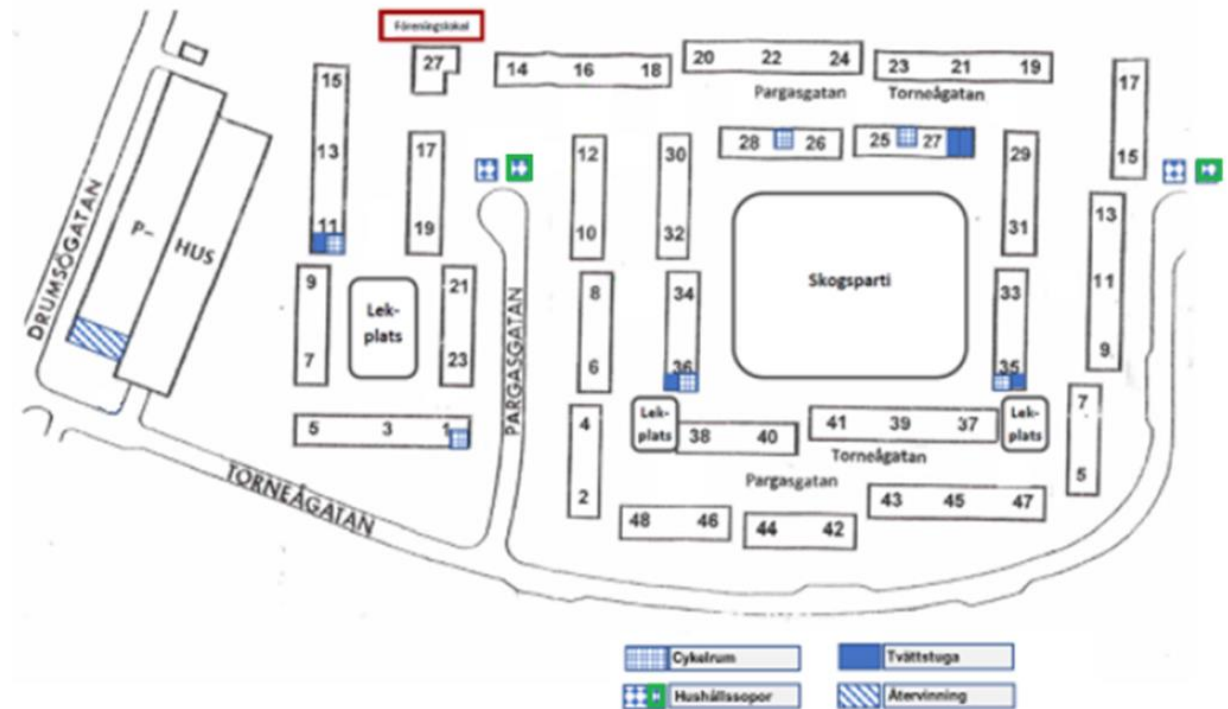 Föreningslokal
27
14 16 18
20 22 24
23 21 19
Pargasgatan
Torneågatan
15
13
11
17
19
28 26
25 27
12
10
30
32
29
31
17
15
DRUMSÖGATAN
P-
HUS
9
7
Lek-
plats
21
23
PARGASGATAN
8
6
34
36
Skogsparti
33
35
13
11
9
5 3 1
4
2
Lek-
plats
38 40
41 39 37
Lek-
plats
7
5
Torneågatan
Pargasgatan
TORNEÅGATAN
48 46
44 42
43 45 47
Cykelrum
Tvättstuga
Hushållssopor
Återvinning